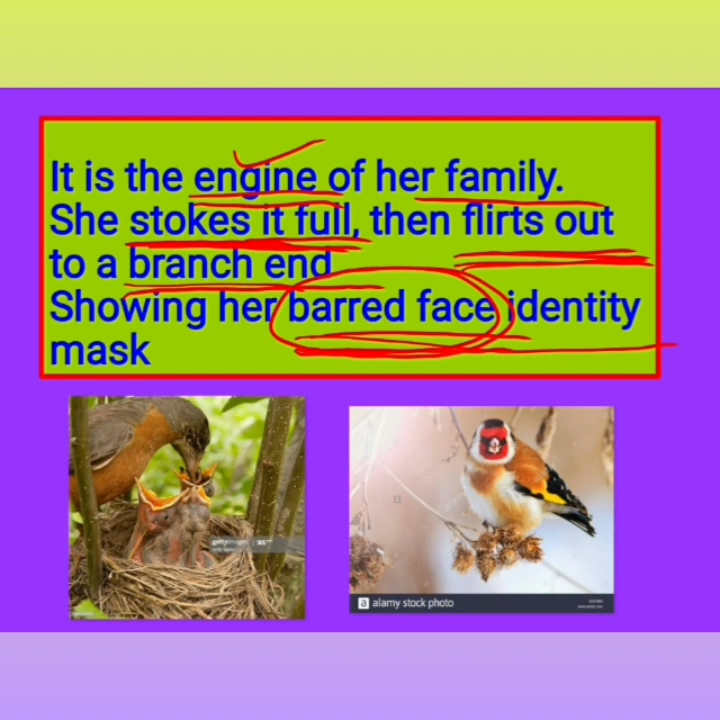 It is the engine of her family.
She stokes it full, then flirts out
to a branch end
Showing her barred face identity
mask
gettyimages
a alamy stock photo